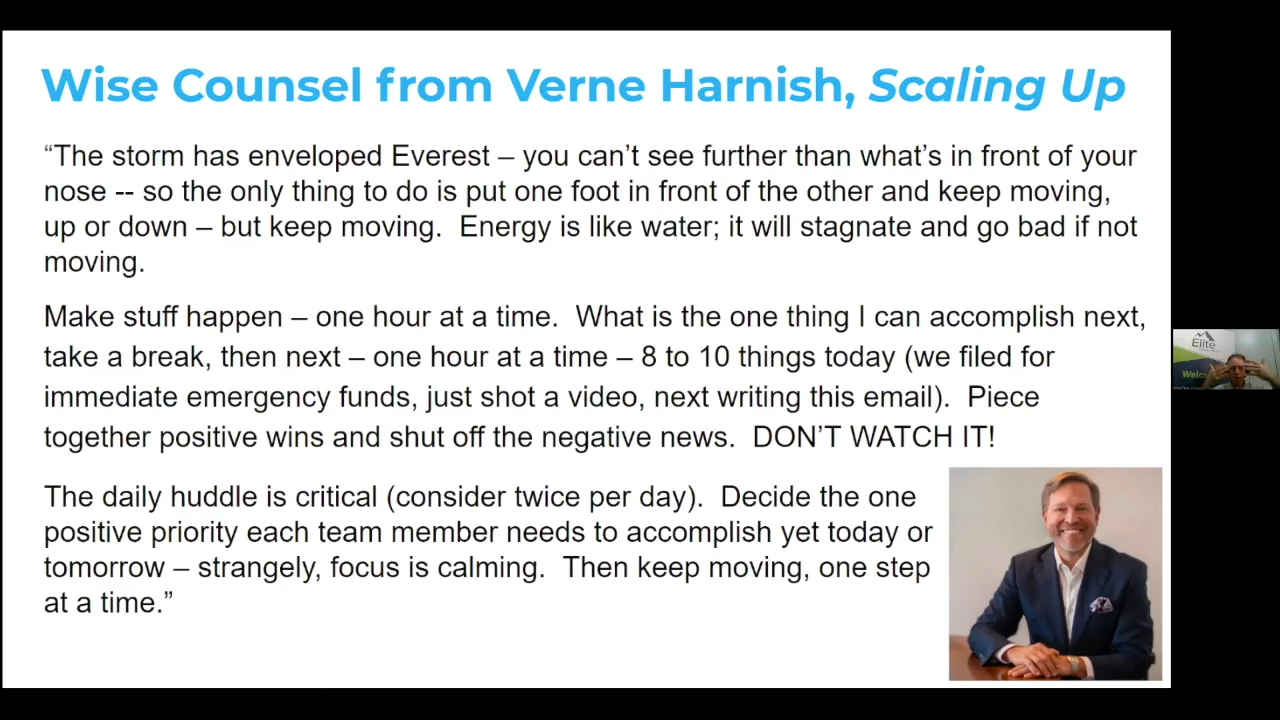 Wise Counsel from Verne Harnish, Scaling Up
“The storm has enveloped Everest – you can’t see further than what’s in front of your
nose -- so the only thing to do is put one foot in front of the other and keep moving,
up or down – but keep moving.  Energy is like water; it will stagnate and go bad if not
moving.
Make stuff happen – one hour at a time.  What is the one thing I can accomplish next,
take a break, then next – one hour at a time – 8 to 10 things today (we filed for
immediate emergency funds, just shot a video, next writing this email).  Piece
together positive wins and shut off the negative news.  DON’T WATCH IT!
The daily huddle is critical (consider twice per day).  Decide the one
positive priority each team member needs to accomplish yet today or
tomorrow – strangely, focus is calming.  Then keep moving, one step
at a time.”
Elite